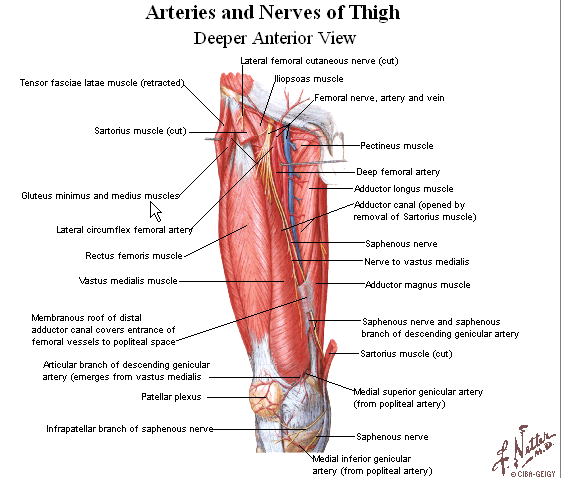 Arteries and Nerves of Thigh
Deeper Anterior View
Lateral femoral cutaneous nerve (cut)
Tensor fasciae latae muscle (retracted)
Iliopsoas muscle
Femoral nerve, artery and vein
Sartorius muscle (cut)
Pectineus muscle
Deep femoral artery
Gluteus minimus and medius muscles
Adductor longus muscle
Adductor canal (opened by
removal of Sartorius muscle)
Lateral circumflex femoral artery
Saphenous nerve
Rectus femoris muscle
Nerve to vastus medialis
Vastus medialis muscle
Adductor magnus muscle
Membranous roof of distal
adductor canal covers entrance of
femoral vessels to popliteal space
Saphenous nerve and saphenous
branch of descending genicular artery
Sartorius muscle (cut)
Articular branch of descending genicular
artery (emerges from vastus medialis
Patellar plexus
Medial superior genicular artery
(from popliteal artery)
Infrapatellar branch of saphenous nerve
Saphenous nerve
Medial inferior genicular
artery (from popliteal artery)
F. Netter
M.D.
© CIBA-GEIGY